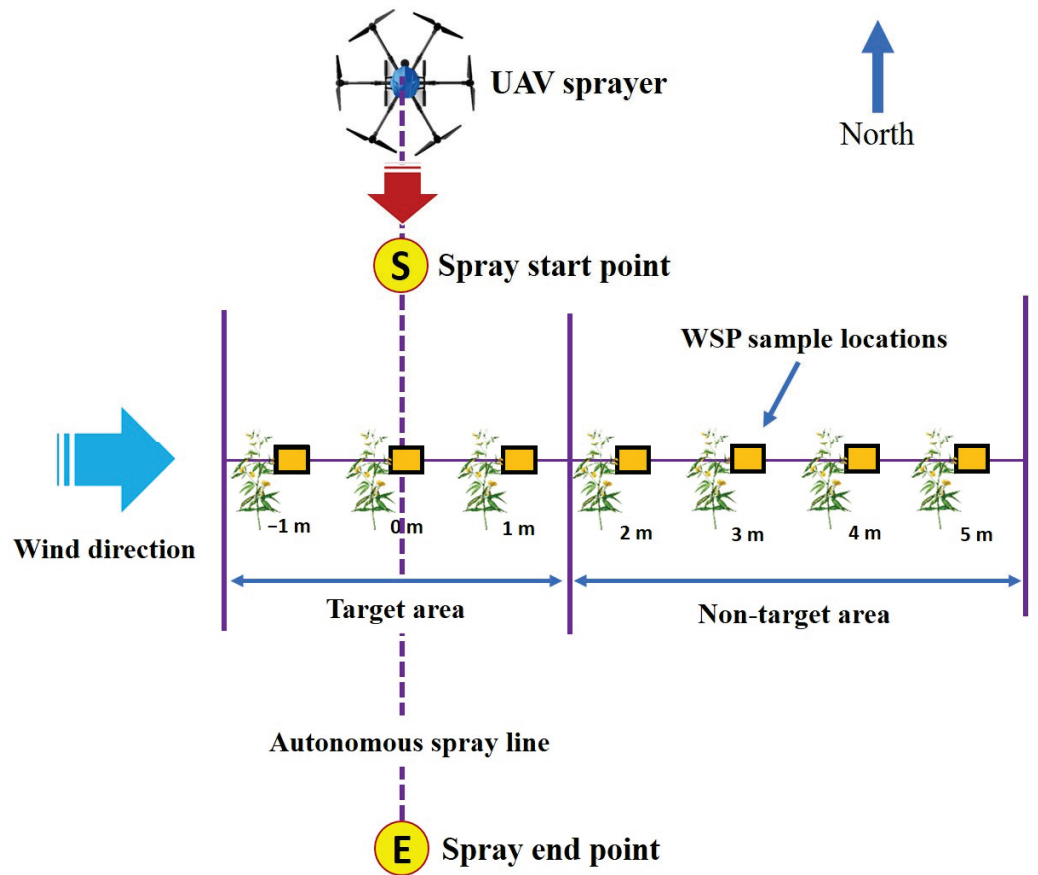 UAV sprayer
North
S
Spray start point
WSP sample locations
Wind direction
−1 m
0 m
1 m
2 m
3 m
4 m
5 m
Target area
Non-target area
Autonomous spray line
E
Spray end point